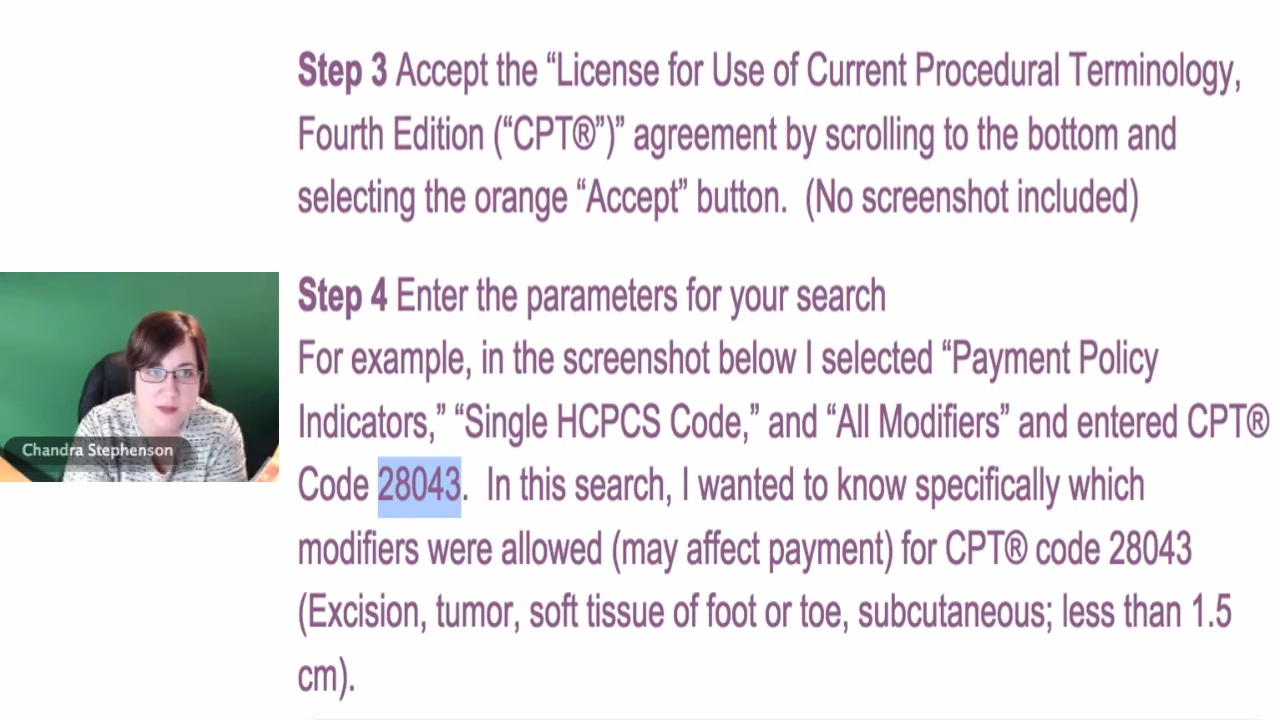 Step 3 Accept the “License for Use of Current Procedural Terminology,
Fourth Edition (“CPT®”)” agreement by scrolling to the bottom and
selecting the orange “Accept” button.  (No screenshot included)
Step 4 Enter the parameters for your search
For example, in the screenshot below I selected “Payment Policy
Indicators,” “Single HCPCS Code,” and “All Modifiers” and entered CPT®
Code 28043.  In this search, I wanted to know specifically which
modifiers were allowed (may affect payment) for CPT® code 28043
(Excision, tumor, soft tissue of foot or toe, subcutaneous; less than 1.5
cm).
Chandra Stephenson